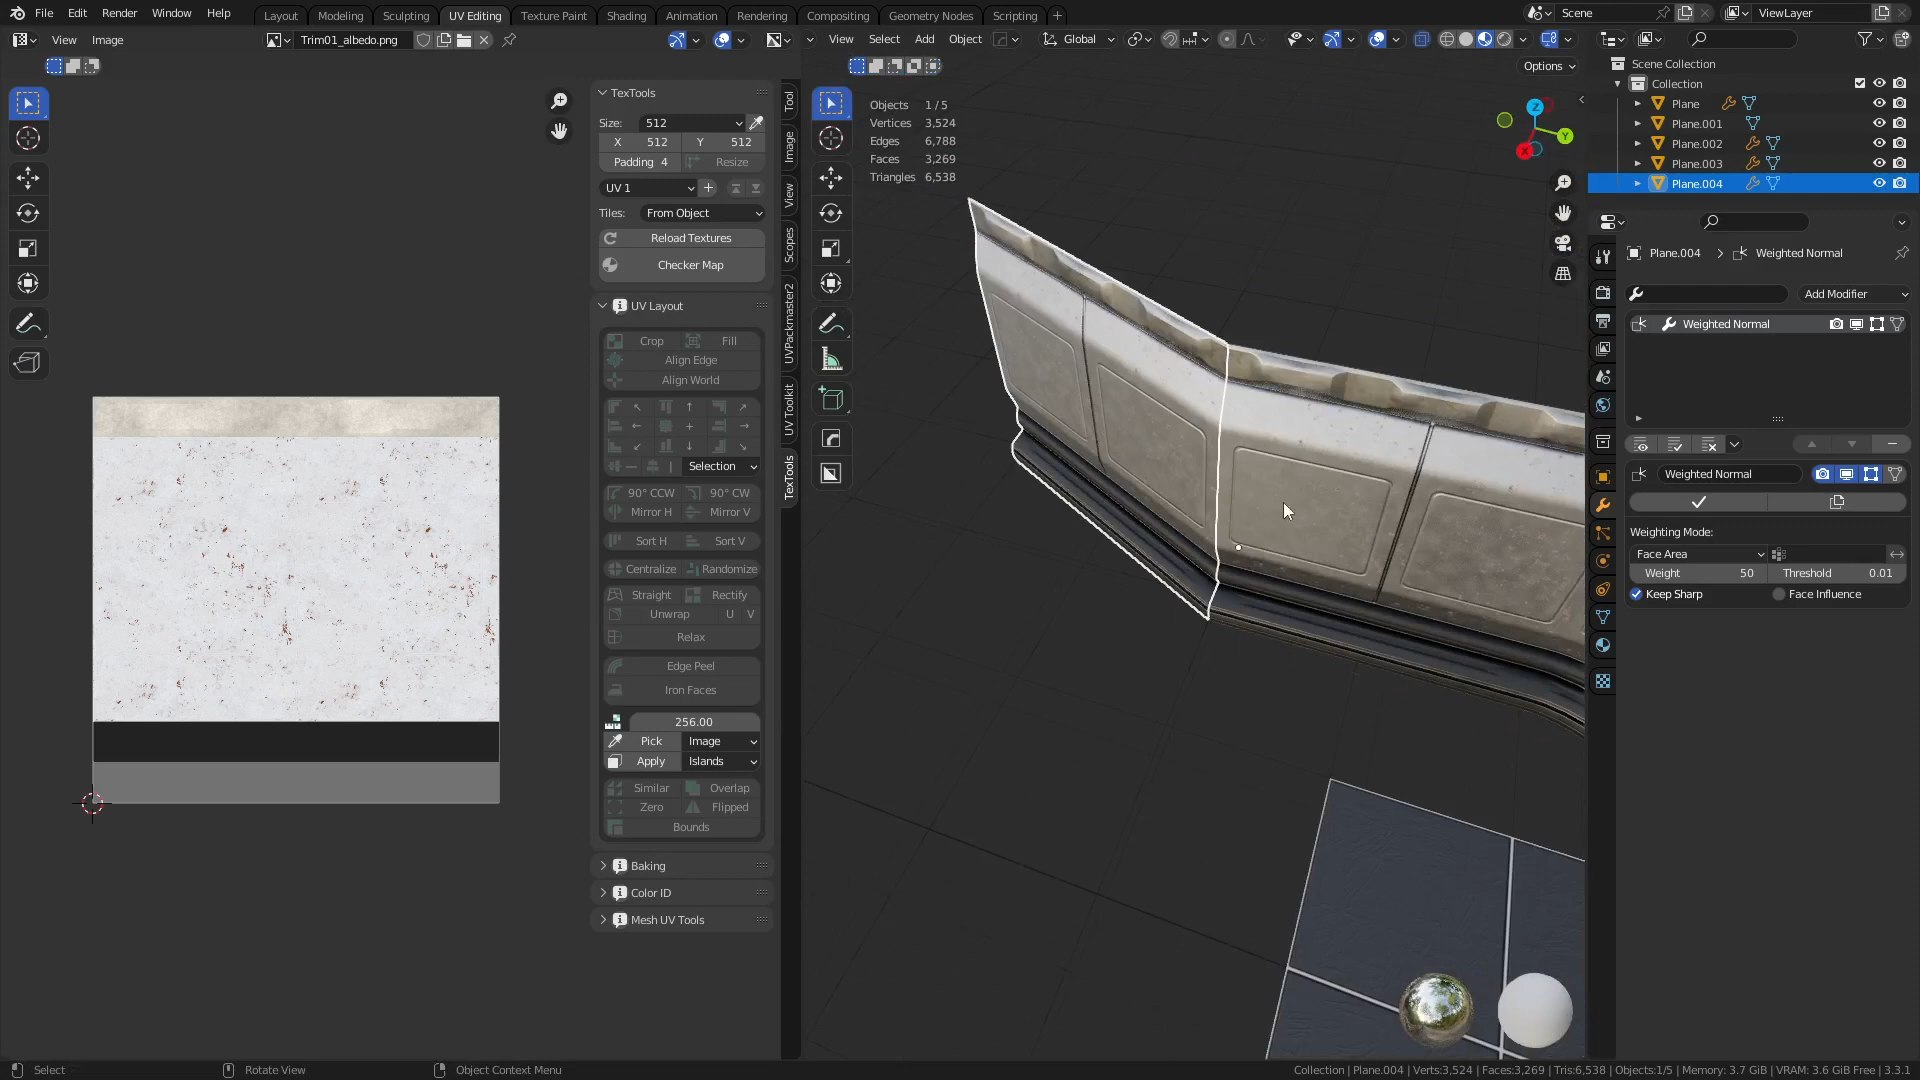 File Edit Render Window Help Layout Modeling Sculpting UV Editing Texture Paint Shading Animation Rendering Compositing Geometry Nodes Scripting + Scene ViewLayer
View Image Trim01_albedo.png View Select Add Object Global
Options
TexTools
Size: 512
X 512 Y 512
Padding 4 Resize
UV 1
Tiles: From Object
Reload Textures
Checker Map
UV Layout
Crop Fill
Align Edge
Align World
Selection
90° CCW 90° CW
Mirror H Mirror V
Sort H Sort V
Centralize Randomize
Straight Rectify
Unwrap U V
Relax
Edge Peel
Iron Faces
256.00
Pick Image
Apply Islands
Similar Overlap
Zero Flipped
Bounds
Baking
Color ID
Mesh UV Tools
Tool
Image
View
Scopes
UVPackmaster2
UV Toolkit
TexTools
Objects 1 / 5
Vertices 3,524
Edges 6,788
Faces 3,269
Triangles 6,538
Z
Y
X
Scene Collection
Collection
Plane
Plane.001
Plane.002
Plane.003
Plane.004
Plane.004 > Weighted Normal
Add Modifier
Weighted Normal
Weighted Normal
Weighting Mode:
Face Area
Weight 50 Threshold 0.01
Keep Sharp Face Influence
Select Rotate View Object Context Menu Collection | Plane.004 | Verts:3,524 | Faces:3,269 | Tris:6,538 | Objects:1/5 | Memory: 3.7 GiB | VRAM: 3.6 GiB Free | 3.3.1